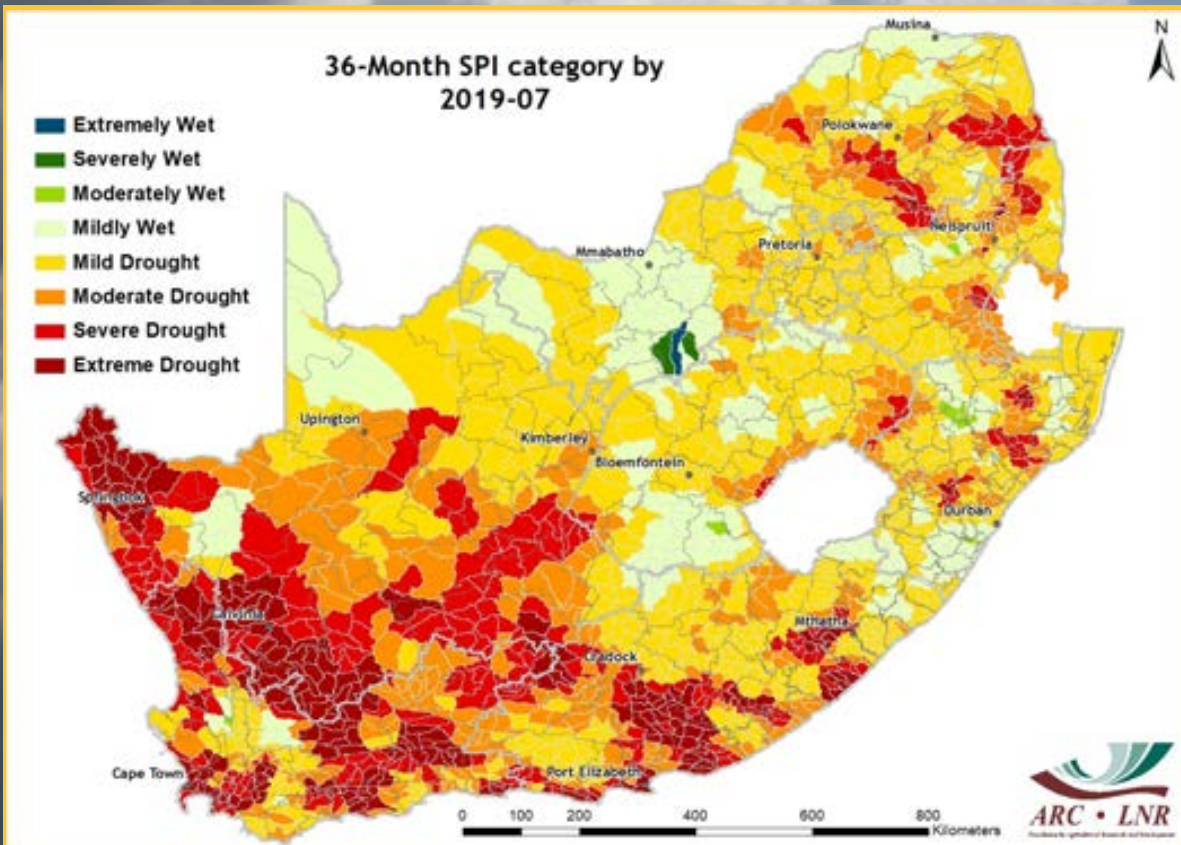 36-Month SPI category by
2019-07
N
Extremely Wet
Severely Wet
Moderately Wet
Mildly Wet
Mild Drought
Moderate Drought
Severe Drought
Extreme Drought
Musina
Polokwane
Nelspruit
Pretoria
Mmabatho
Upington
Kimberley
Bloemfontein
Springbok
Durban
Calvinia
Mthatha
Cradock
Cape Town
Port Elizabeth
0 100 200 400 600 800
Kilometers
ARC • LNR